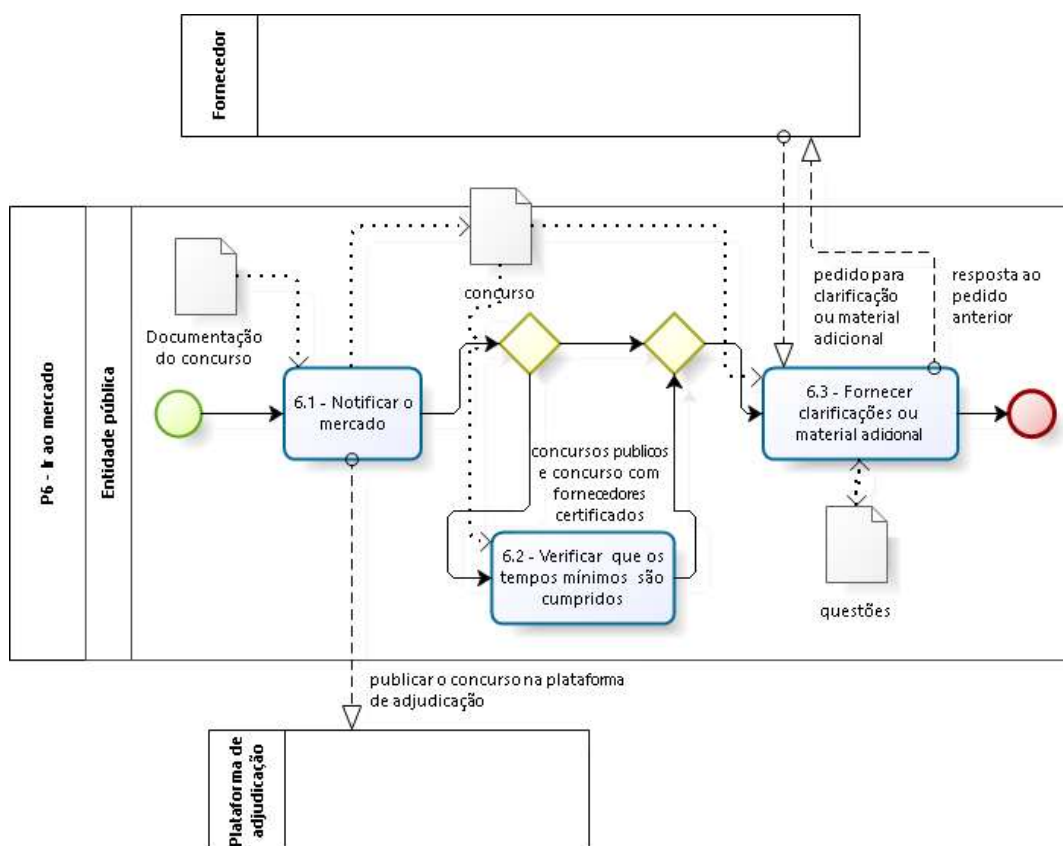 Fornecedor
P6 - Ir ao mercado
Entidade pública
Documentação
do concurso
concurso
pedido para
clarificação
ou material
adicional
resposta ao
pedido
anterior
6.1 - Notificar o
mercado
6.3 - Fornecer
clarificações ou
material adicional
concursos publicos
e concurso com
fornecedores
certificados
6.2 - Verificar que os
tempos mínimos são
cumpridos
questões
publicar o concurso na plataforma
de adjudicação
Plataforma de
adjudicação